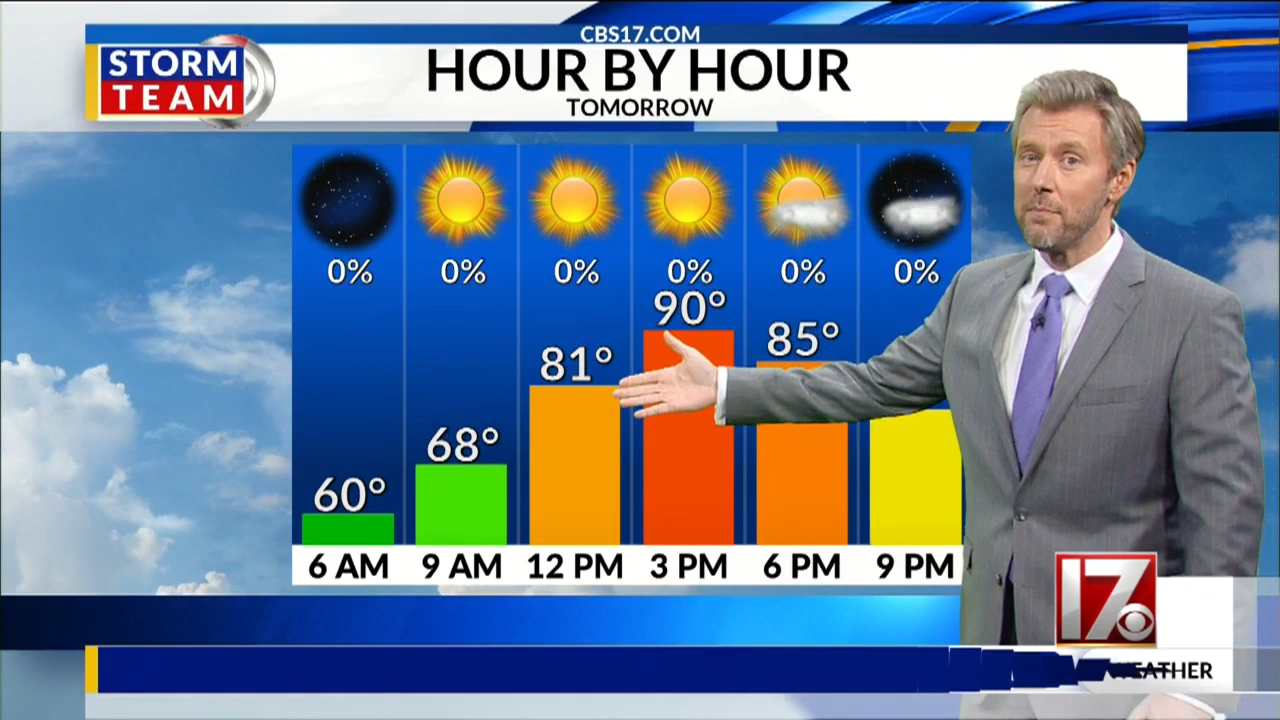 CBS17.COM
STORM
TEAM
HOUR BY HOUR
TOMORROW
0% 0% 0% 0% 0% 0%
60° 68° 81° 90° 85°
6 AM 9 AM 12 PM 3 PM 6 PM 9 PM
17